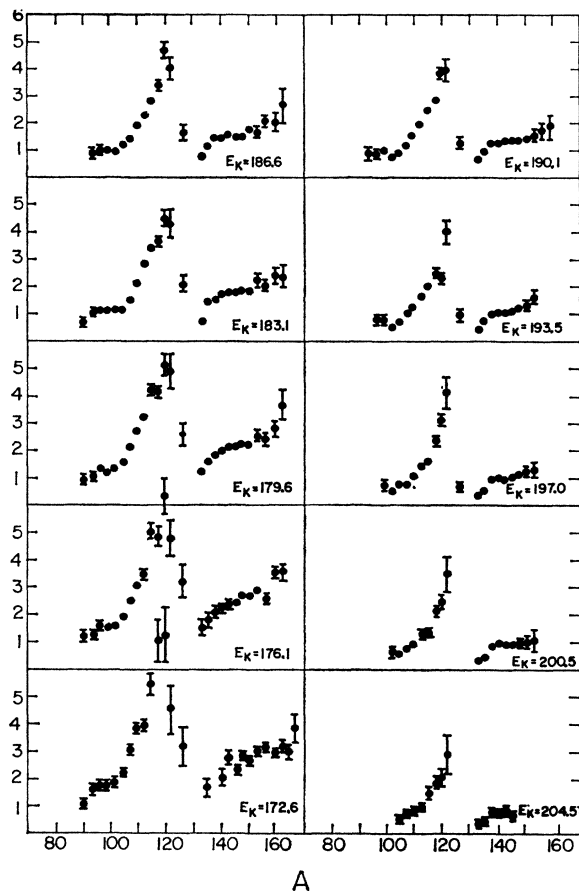 6
5
4
3
2
1
E_K=186.6
E_K=190.1
5
4
3
2
1
E_K=183.1
E_K=193.5
5
4
3
2
1
E_K=179.6
E_K=197.0
5
4
3
2
1
E_K=176.1
E_K=200.5
5
4
3
2
1
E_K=172.6
E_K=204.5
80 100 120 140 160 80 100 120 140 160
A